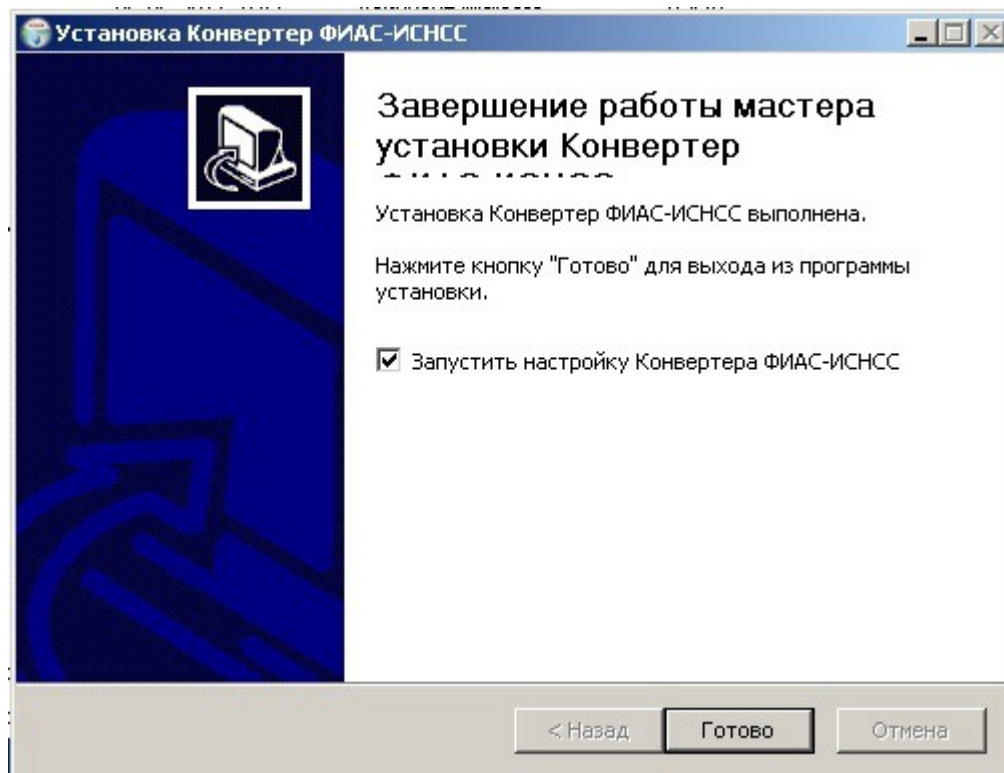 Установка Конвертер ФИАС-ИСНСС
Завершение работы мастера
установки Конвертер
Установка Конвертер ФИАС-ИСНСС выполнена.
Нажмите кнопку "Готово" для выхода из программы
установки.
Запустить настройку Конвертера ФИАС-ИСНСС
< Назад
Готово
Отмена